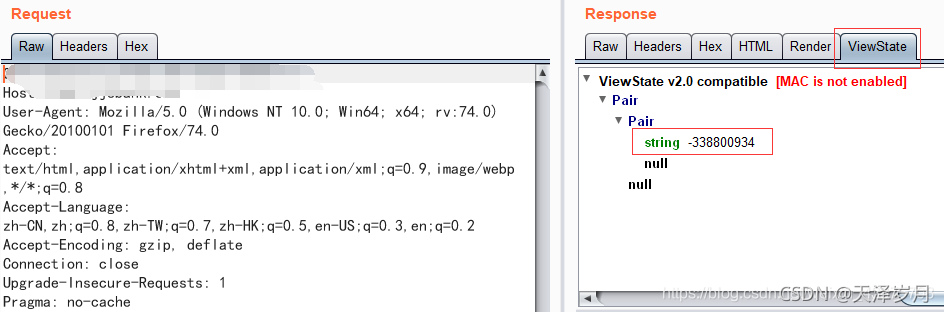 Request
Response
Raw Headers Hex
Raw Headers Hex HTML Render ViewState
Host
User-Agent: Mozilla/5.0 (Windows NT 10.0; Win64; x64; rv:74.0)
Gecko/20100101 Firefox/74.0
Accept:
text/html,application/xhtml+xml,application/xml;q=0.9,image/webp
,*/*;q=0.8
Accept-Language:
zh-CN,zh;q=0.8,zh-TW;q=0.7,zh-HK;q=0.5,en-US;q=0.3,en;q=0.2
Accept-Encoding: gzip, deflate
Connection: close
Upgrade-Insecure-Requests: 1
Pragma: no-cache
ViewState v2.0 compatible [MAC is not enabled]
Pair
Pair
string -338800934
null
null
CSDN @天泽岁月